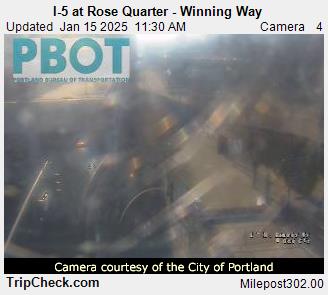 I-5 at Rose Quarter - Winning Way
Updated Jan 15 2025 11:30 AM Camera 4
PBOT
PORTLAND BUREAU OF TRANSPORTATION
Camera courtesy of the City of Portland
TripCheck.com Milepost302.00